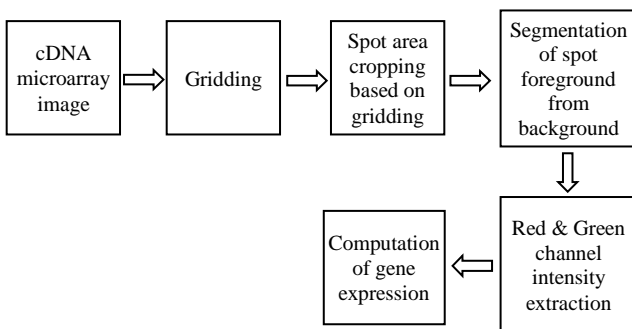 cDNA
microarray
image
Gridding
Spot area
cropping
based on
gridding
Segmentation
of spot
foreground
from
background
Red & Green
channel
intensity
extraction
Computation
of gene
expression